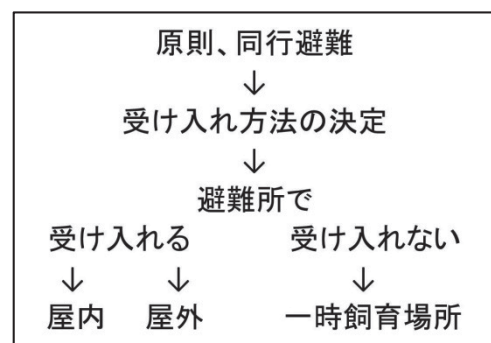 原則、同行避難
↓
受け入れ方法の決定
↓
避難所で
受け入れる 受け入れない
↓ ↓ ↓
屋内 屋外 一時飼育場所